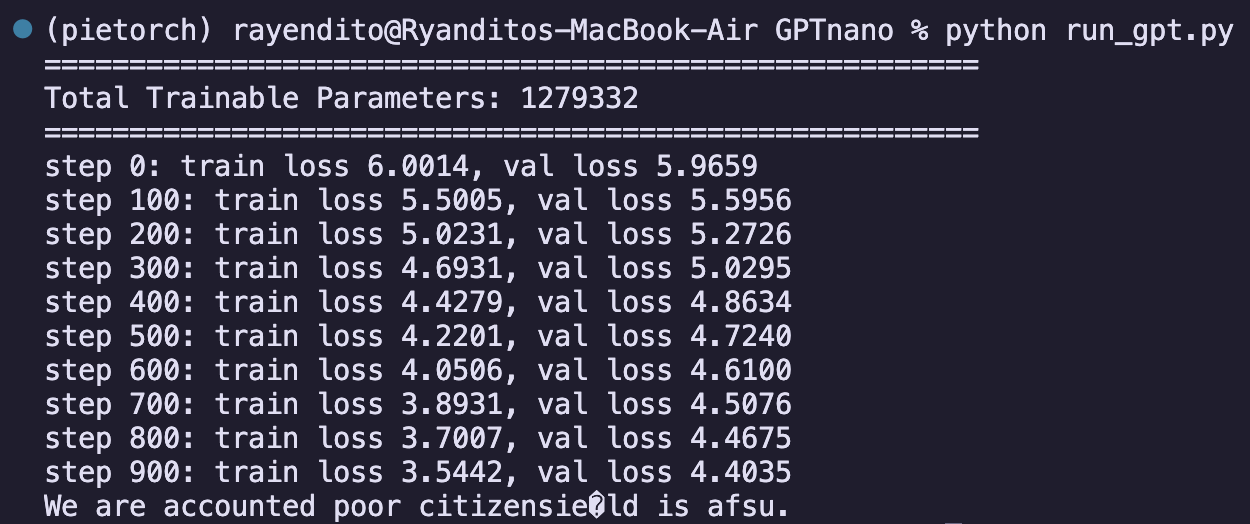 (pietorch) rayendito@Ryanditos-MacBook-Air GPTnano % python run_gpt.py
=======================================================
Total Trainable Parameters: 1279332
=======================================================
step 0: train loss 6.0014, val loss 5.9659
step 100: train loss 5.5005, val loss 5.5956
step 200: train loss 5.0231, val loss 5.2726
step 300: train loss 4.6931, val loss 5.0295
step 400: train loss 4.4279, val loss 4.8634
step 500: train loss 4.2201, val loss 4.7240
step 600: train loss 4.0506, val loss 4.6100
step 700: train loss 3.8931, val loss 4.5076
step 800: train loss 3.7007, val loss 4.4675
step 900: train loss 3.5442, val loss 4.4035
We are accounted poor citizensie�ld is afsu.